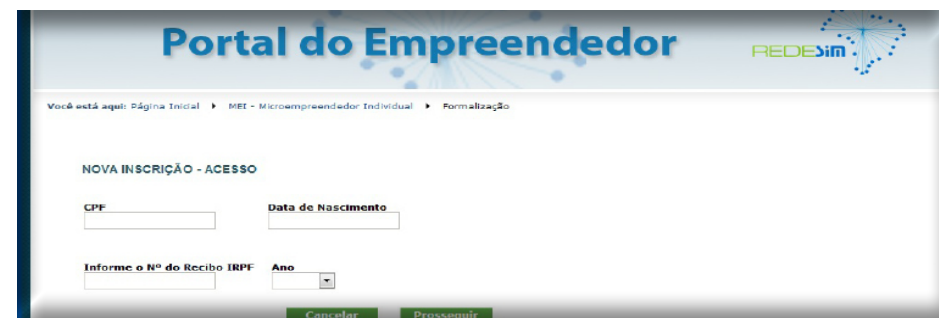 Portal do Empreendedor
REDESim
Você está aqui: Página Inicial ▸ MEI - Microempreendedor Individual ▸ Formalização
NOVA INSCRIÇÃO - ACESSO
CPF Data de Nascimento
Informe o Nº do Recibo IRPF Ano
Cancelar Prosseguir